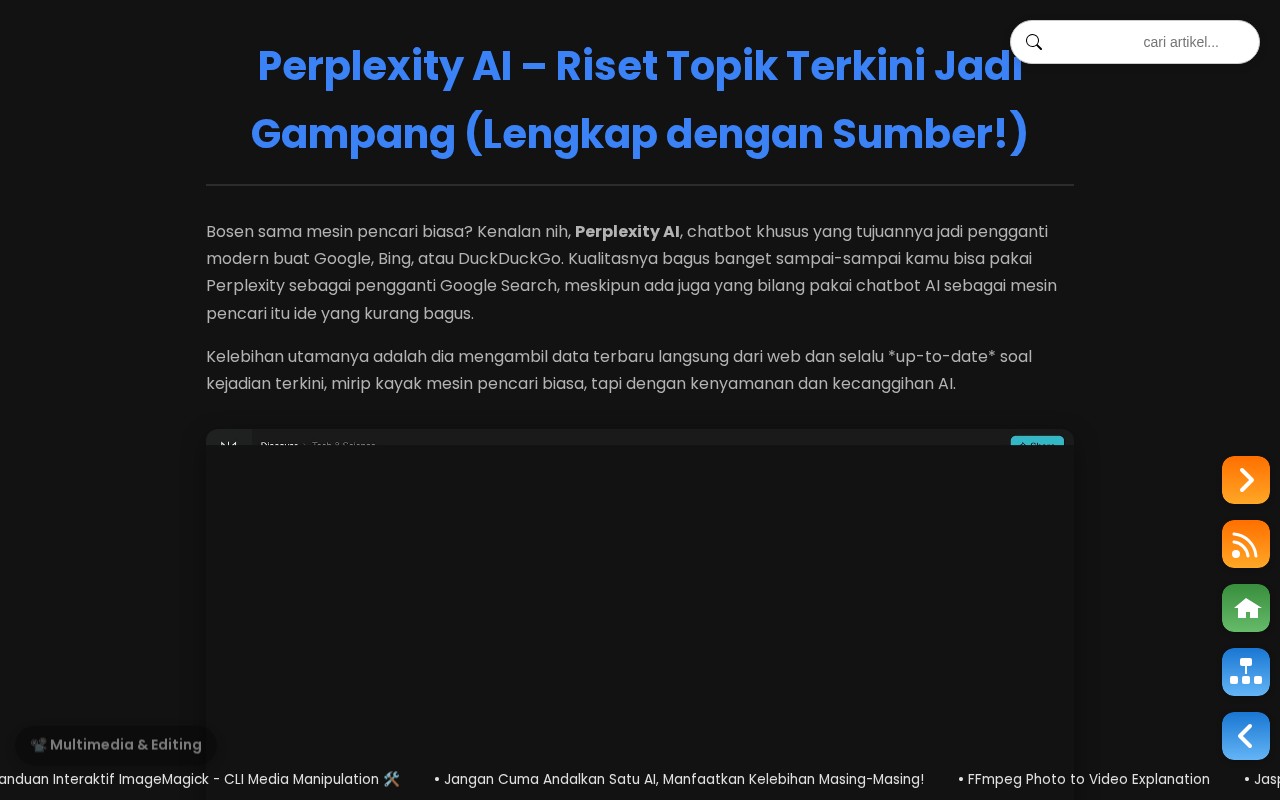 cari artikel...
Perplexity AI – Riset Topik Terkini Jadi
Gampang (Lengkap dengan Sumber!)
Bosen sama mesin pencari biasa? Kenalan nih, Perplexity AI, chatbot khusus yang tujuannya jadi pengganti
modern buat Google, Bing, atau DuckDuckGo. Kualitasnya bagus banget sampai-sampai kamu bisa pakai
Perplexity sebagai pengganti Google Search, meskipun ada juga yang bilang pakai chatbot AI sebagai mesin
pencari itu ide yang kurang bagus.
Kelebihan utamanya adalah dia mengambil data terbaru langsung dari web dan selalu *up-to-date* soal
kejadian terkini, mirip kayak mesin pencari biasa, tapi dengan kenyamanan dan kecanggihan AI.
📽️ Multimedia & Editing
anduan Interaktif ImageMagick - CLI Media Manipulation 🛠️ • Jangan Cuma Andalkan Satu AI, Manfaatkan Kelebihan Masing-Masing! • FFmpeg Photo to Video Explanation • Jasp